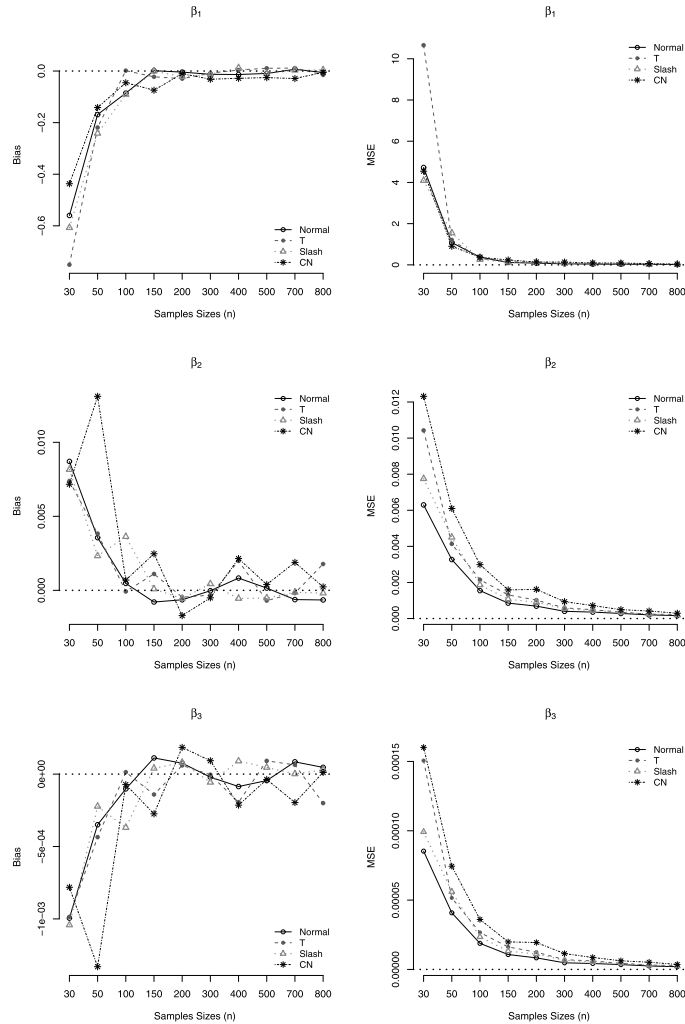 β1
Bias
0.0
−0.2
−0.4
−0.6
Normal
T
Slash
CN
30 50 100 150 200 300 400 500 700 800
Samples Sizes (n)
β1
MSE
10
8
6
4
2
0
Normal
T
Slash
CN
30 50 100 150 200 300 400 500 700 800
Samples Sizes (n)
β2
Bias
0.010
0.005
0.000
Normal
T
Slash
CN
30 50 100 150 200 300 400 500 700 800
Samples Sizes (n)
β2
MSE
0.012
0.010
0.008
0.006
0.004
0.002
0.000
Normal
T
Slash
CN
30 50 100 150 200 300 400 500 700 800
Samples Sizes (n)
β3
Bias
0e+00
−5e−04
−1e−03
Normal
T
Slash
CN
30 50 100 150 200 300 400 500 700 800
Samples Sizes (n)
β3
MSE
0.00015
0.00010
0.00005
0.00000
Normal
T
Slash
CN
30 50 100 150 200 300 400 500 700 800
Samples Sizes (n)